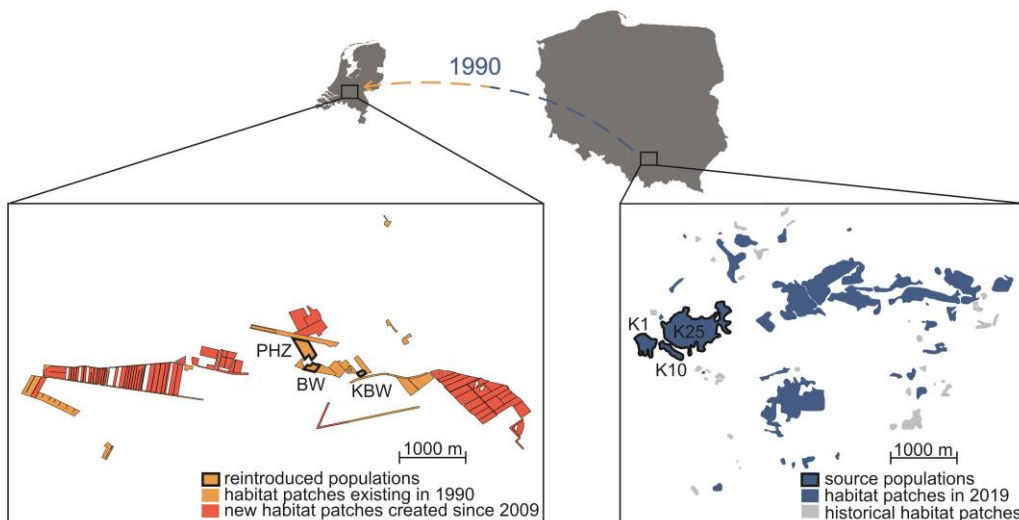 1990
PHZ
BW
KBW
1000 m
reintroduced populations
habitat patches existing in 1990
new habitat patches created since 2009
K1
K25
K10
1000 m
source populations
habitat patches in 2019
historical habitat patches